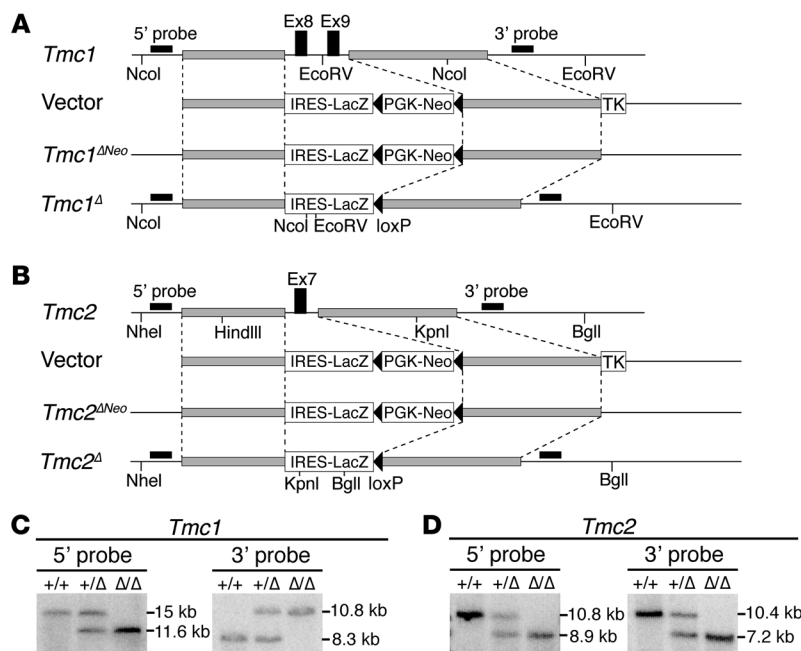 A
5' probe Ex8 Ex9 3' probe
Tmc1
NcoI EcoRV NcoI EcoRV
Vector IRES-LacZ PGK-Neo TK
Tmc1ΔNeo IRES-LacZ PGK-Neo
Tmc1Δ IRES-LacZ
NcoI NcoI EcoRV loxP EcoRV
B
5' probe Ex7 3' probe
Tmc2
NheI HindIII KpnI BglI
Vector IRES-LacZ PGK-Neo TK
Tmc2ΔNeo IRES-LacZ PGK-Neo
Tmc2Δ IRES-LacZ
NheI KpnI BglI loxP BglI
C Tmc1
5' probe 3' probe
+/+ +/Δ Δ/Δ +/+ +/Δ Δ/Δ
15 kb 10.8 kb
11.6 kb 8.3 kb
D Tmc2
5' probe 3' probe
+/+ +/Δ Δ/Δ +/+ +/Δ Δ/Δ
10.8 kb 10.4 kb
8.9 kb 7.2 kb